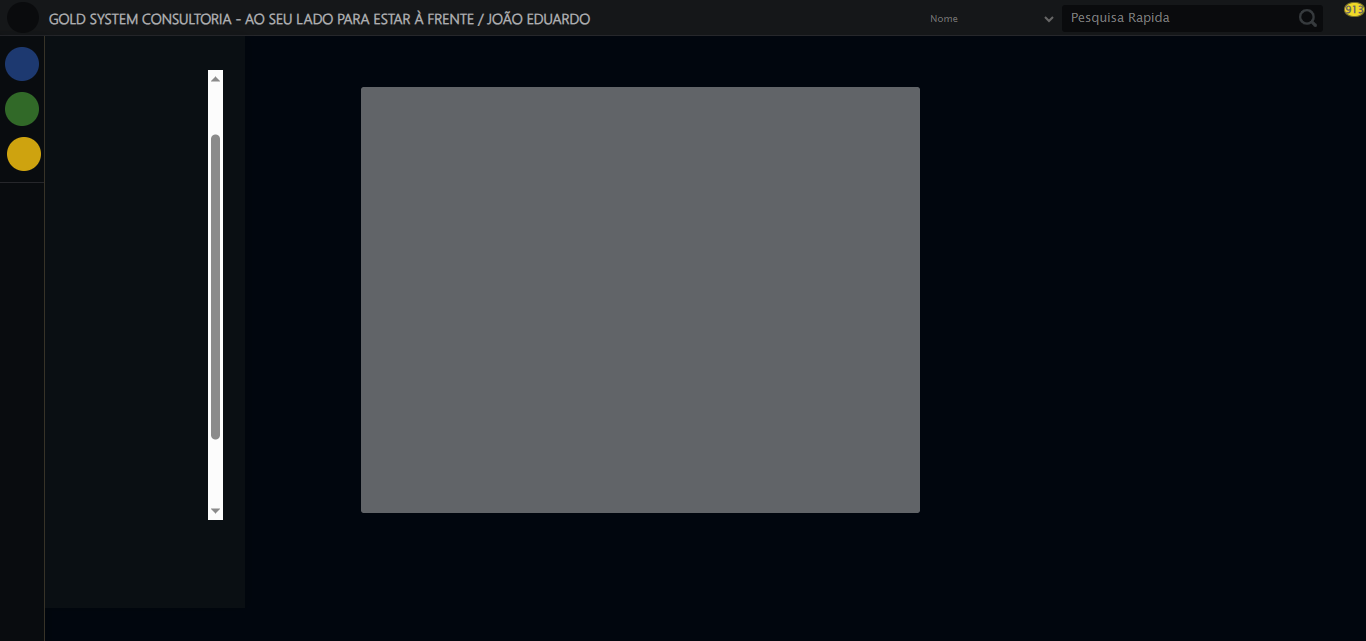 GOLD SYSTEM CONSULTORIA - AO SEU LADO PARA ESTAR À FRENTE / JOÃO EDUARDO
Nome
Pesquisa Rapida
913